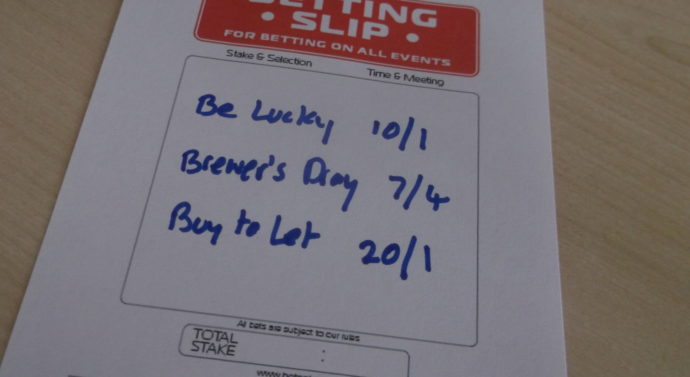 BETTING
• SLIP •
FOR BETTING ON ALL EVENTS
Stake & Selection Time & Meeting
Be Lucky 10/1
Brewer's Dray 7/4
Buy to Let 20/1
All bets are subject to our rules
TOTAL
STAKE :